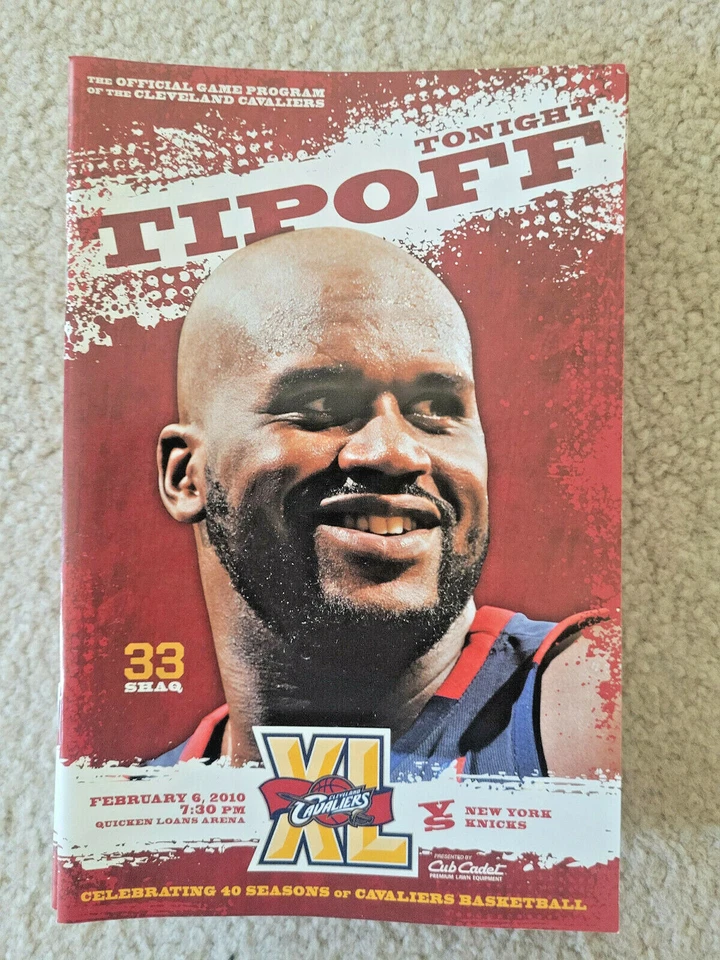 THE OFFICIAL GAME PROGRAM
OF THE CLEVELAND CAVALIERS
TONIGHT
TIPOFF
33
SHAQ
FEBRUARY 6, 2010
7:30 PM
QUICKEN LOANS ARENA
XL
CLEVELAND
CAVALIERS
VS
NEW YORK
KNICKS
PRESENTED BY
Cub Cadet
PREMIUM LAWN EQUIPMENT
CELEBRATING 40 SEASONS OF CAVALIERS BASKETBALL